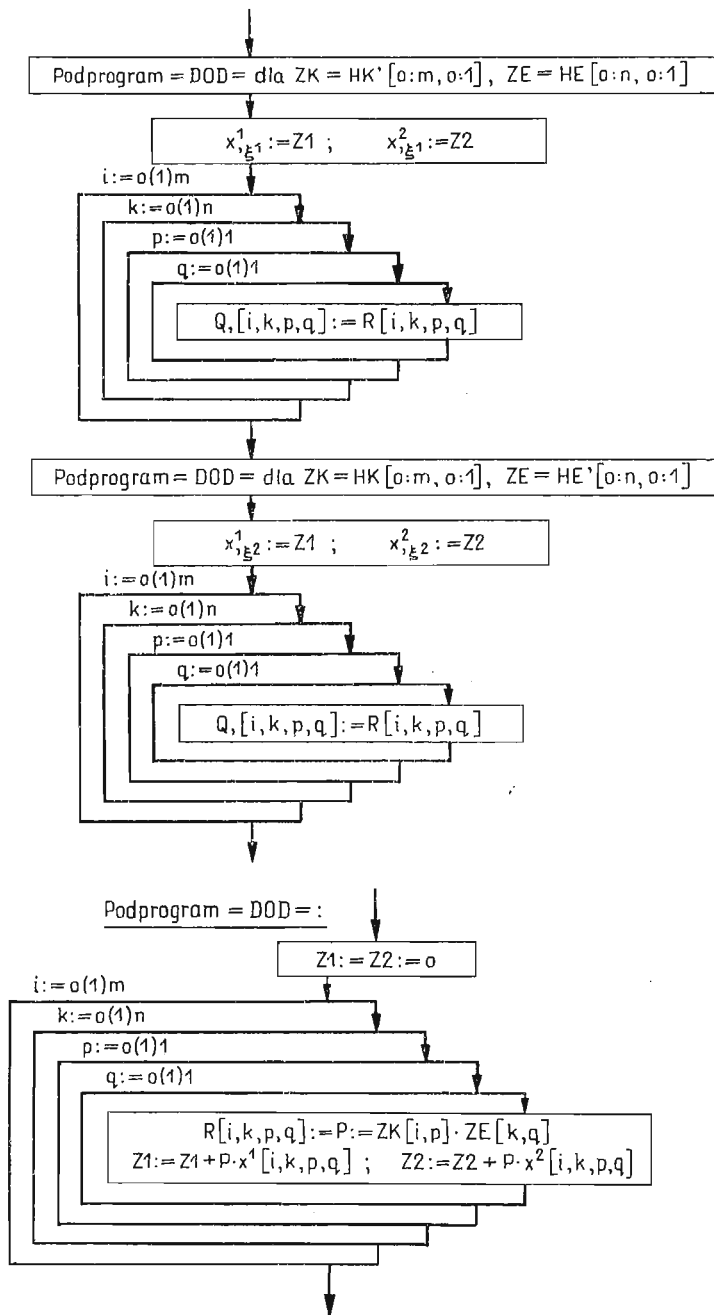 Podprogram = DOD = dla ZK = HK' [o:m, o:1], ZE = HE [o:n, o:1]
x¹,ξ¹ := Z1 ; x²,ξ¹ := Z2
i:=o(1)m
k:=o(1)n
p:=o(1)1
q:=o(1)1
Q,[i,k,p,q] := R[i,k,p,q]
Podprogram = DOD = dla ZK = HK [o:m, o:1], ZE = HE' [o:n, o:1]
x¹,ξ² := Z1 ; x²,ξ² := Z2
i:=o(1)m
k:=o(1)n
p:=o(1)1
q:=o(1)1
Q,[i,k,p,q] := R[i,k,p,q]
Podprogram = DOD = :
Z1 := Z2 := o
i:=o(1)m
k:=o(1)n
p:=o(1)1
q:=o(1)1
R[i,k,p,q] := P := ZK[i,p] · ZE[k,q]
Z1 := Z1 + P·x¹[i,k,p,q] ; Z2 := Z2 + P·x²[i,k,p,q]